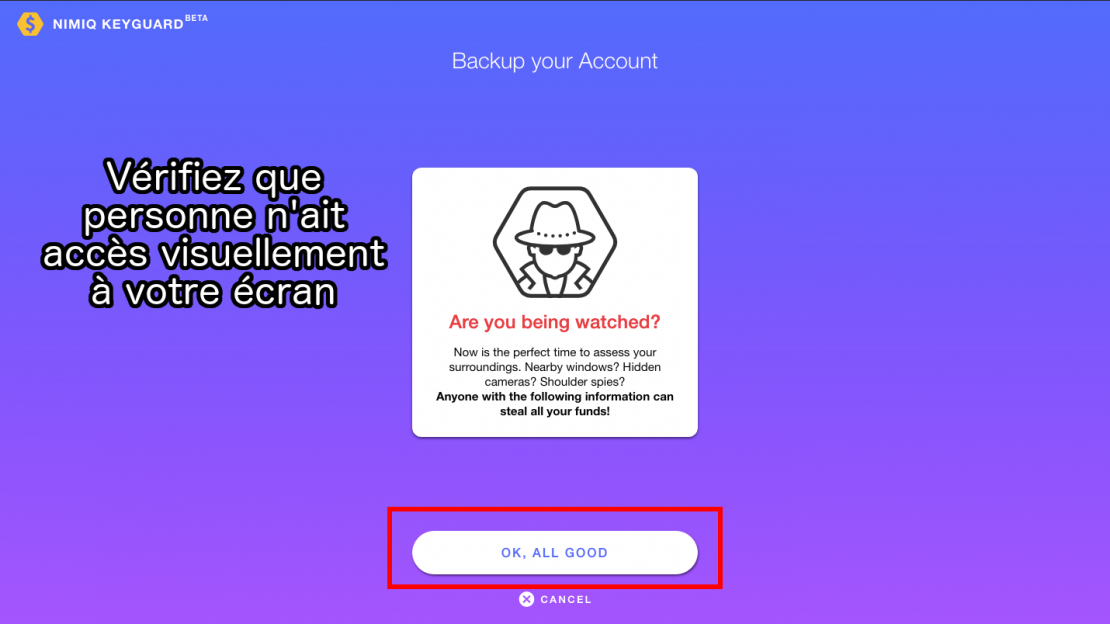 NIMIQ KEYGUARD BETA
Backup your Account
Vérifiez que
personne n'ait
accès visuellement
à votre écran
Are you being watched?
Now is the perfect time to assess your
surroundings. Nearby windows? Hidden
cameras? Shoulder spies?
Anyone with the following information can
steal all your funds!
OK, ALL GOOD
CANCEL